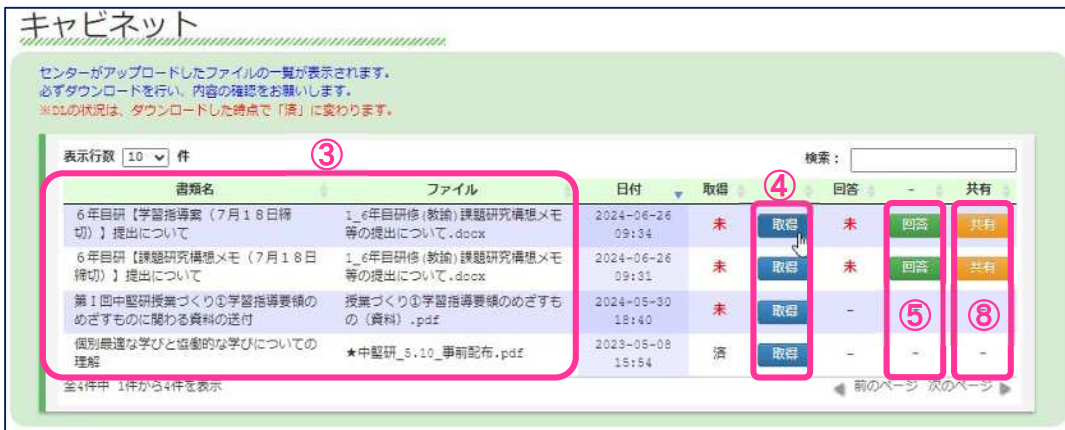 キャビネット
センターがアップロードしたファイルの一覧が表示されます。
必ずダウンロードを行い、内容の確認をお願いします。
※DLの状況は、ダウンロードした時点で「済」に変わります。
表示行数 10 件 ③ 検索：
書類名 ファイル 日付 取得 ④ 回答 - 共有
6年目研【学習指導案（7月18日締 1_6年目研修(教諭)課題研究構想メモ 2024-06-26 未 取得 未 回答 共有
切）】提出について 等の提出について.docx 09:34
6年目研【課題研究構想メモ（7月18日 1_6年目研修(教諭)課題研究構想メモ 2024-06-26 未 取得 未 回答 共有
締切）】提出について 等の提出について.docx 09:31
第Ⅰ回中堅研授業づくり①学習指導要領の 授業づくり①学習指導要領のめざすも 2024-05-30 未 取得 - ⑤ ⑧
めざすものに関わる資料の送付 の（資料）.pdf 18:40
個別最適な学びと協働的な学びについての ★中堅研_5.10_事前配布.pdf 2023-05-08 済 取得 - - -
理解 15:54
全4件中 1件から4件を表示 前のページ 次のページ